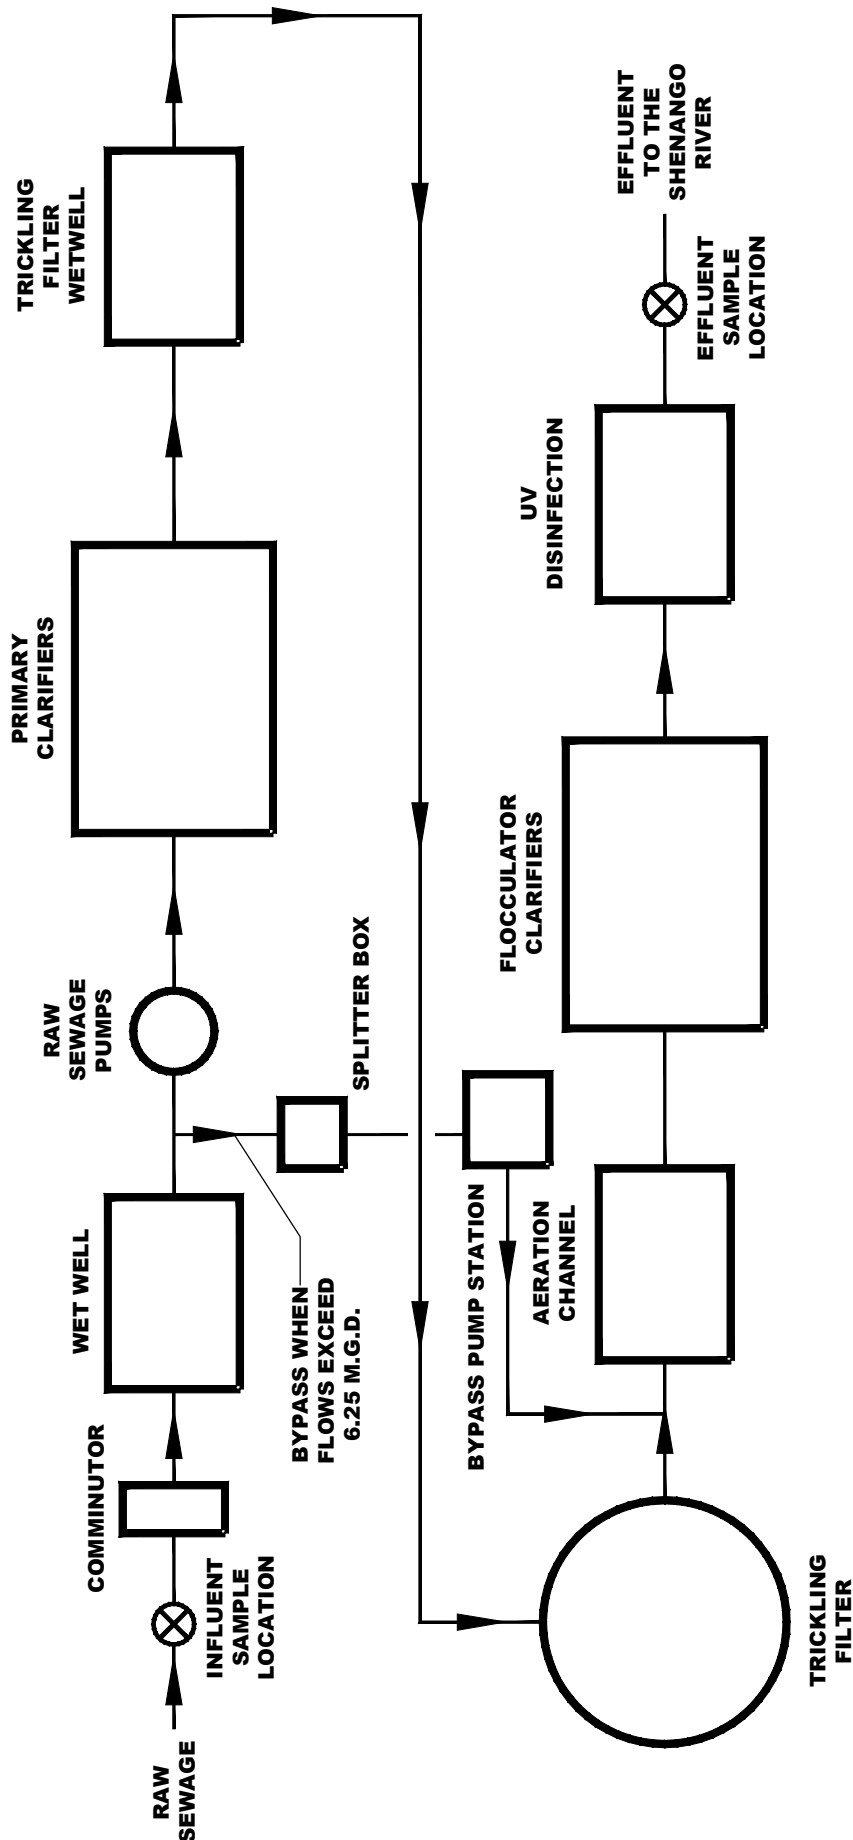 RAW
SEWAGE
INFLUENT
SAMPLE
LOCATION
COMMINUTOR
WET WELL
BYPASS WHEN
FLOWS EXCEED
6.25 M.G.D.
RAW
SEWAGE
PUMPS
SPLITTER BOX
PRIMARY
CLARIFIERS
TRICKLING
FILTER
WETWELL
TRICKLING
FILTER
BYPASS PUMP STATION
AERATION
CHANNEL
FLOCCULATOR
CLARIFIERS
UV
DISINFECTION
EFFLUENT
SAMPLE
LOCATION
EFFLUENT
TO THE
SHENANGO
RIVER